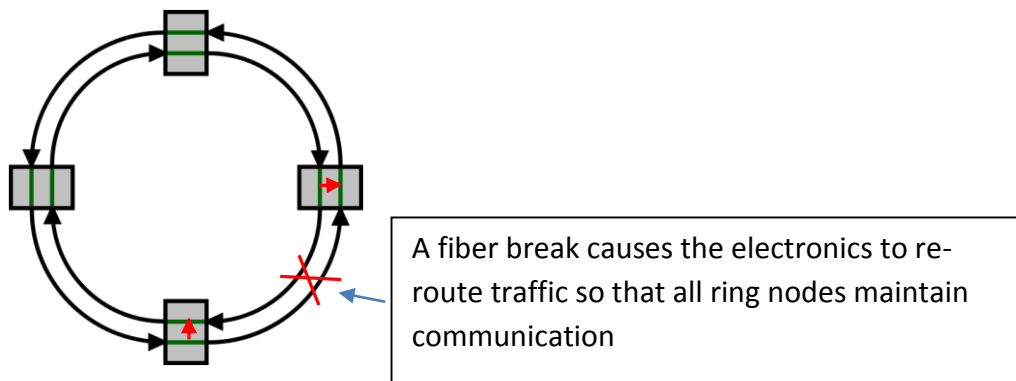 A fiber break causes the electronics to re-
route traffic so that all ring nodes maintain
communication